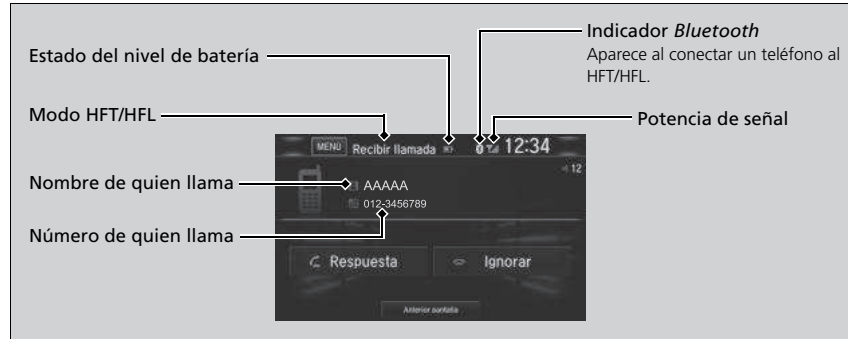 Indicador Bluetooth
Aparece al conectar un teléfono al
HFT/HFL.
Estado del nivel de batería
Modo HFT/HFL
Potencia de señal
MENÚ Recibir llamada 12:34
12
Nombre de quien llama
AAAAA
012-3456789
Número de quien llama
Respuesta Ignorar
Anterior pantalla